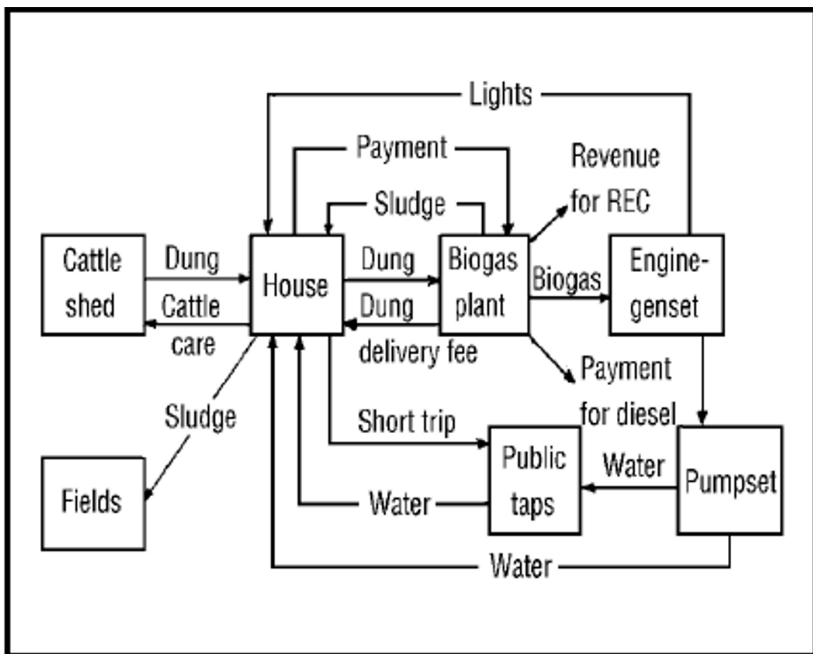 Lights
Payment
Revenue
for REC
Sludge
Cattle
shed
Dung
House
Dung
Biogas
plant
Biogas
Engine-
genset
Cattle
care
Dung
delivery fee
Payment
for diesel
Sludge
Short trip
Public
taps
Water
Pumpset
Fields
Water
Water